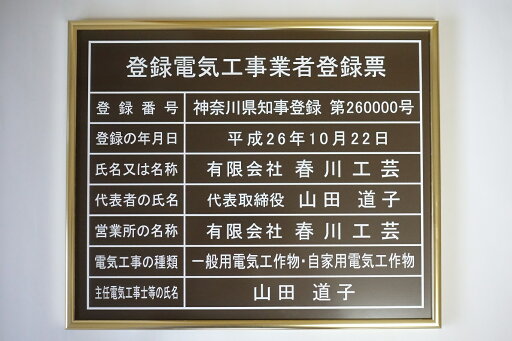 登録電気工事業者登録票
登録番号 神奈川県知事登録 第260000号
登録の年月日 平成26年10月22日
氏名又は名称 有限会社 春川工芸
代表者の氏名 代表取締役 山田 道子
営業所の名称 有限会社 春川工芸
電気工事の種類 一般用電気工作物・自家用電気工作物
主任電気工事士等の氏名 山田 道子